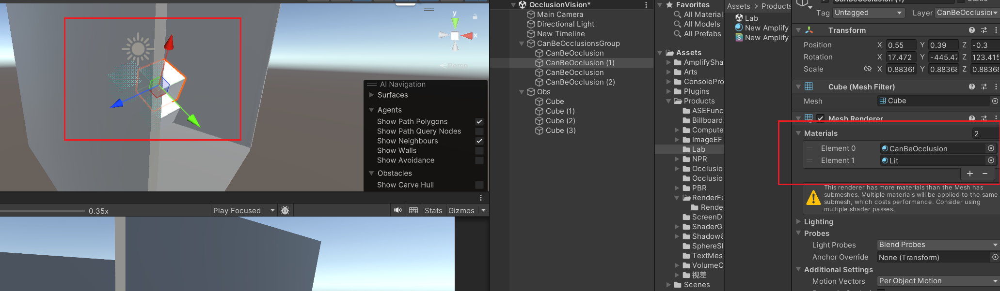 y
x
Persp
AI Navigation
Surfaces
Agents
Show Path Polygons
Show Path Query Nodes
Show Neighbours
Show Walls
Show Avoidance
Obstacles
Show Carve Hull
0.35x
Play Focused
Stats
Gizmos
OcclusionVision*
Main Camera
Directional Light
New Timeline
CanBeOcclusionsGroup
CanBeOcclusion
CanBeOcclusion (1)
CanBeOcclusion
CanBeOcclusion (2)
Obs
Cube
Cube (1)
Cube (2)
Cube (3)
Favorites
All Materials
All Models
All Prefabs
Assets
AmplifySha
Arts
ConsolePro
Plugins
Products
ASEFunc
Billboard
Compute
ImageEF
Lab
NPR
Occlusio
Occlusio
PBR
RenderFe
Render
ScreenD
ShaderG
Shadow&
SphereSI
TextMes
VolumeC
视差
Scenes
Assets > Products
Lab
New Amplify
New Amplify
Tag Untagged Layer CanBeOcclusion
Transform
Position X 0.55 Y 0.39 Z -0.3
Rotation X 17.472 Y -445.47 Z 123.415
Scale X 0.88368 Y 0.88368 Z 0.88368
Cube (Mesh Filter)
Mesh Cube
Mesh Renderer
Materials 2
Element 0 CanBeOcclusion
Element 1 Lit
+ −
This renderer has more materials than the Mesh has
submeshes. Multiple materials will be applied to the same
submesh, which costs performance. Consider using
multiple shader passes.
Lighting
Probes
Light Probes Blend Probes
Anchor Override None (Transform)
Additional Settings
Motion Vectors Per Object Motion